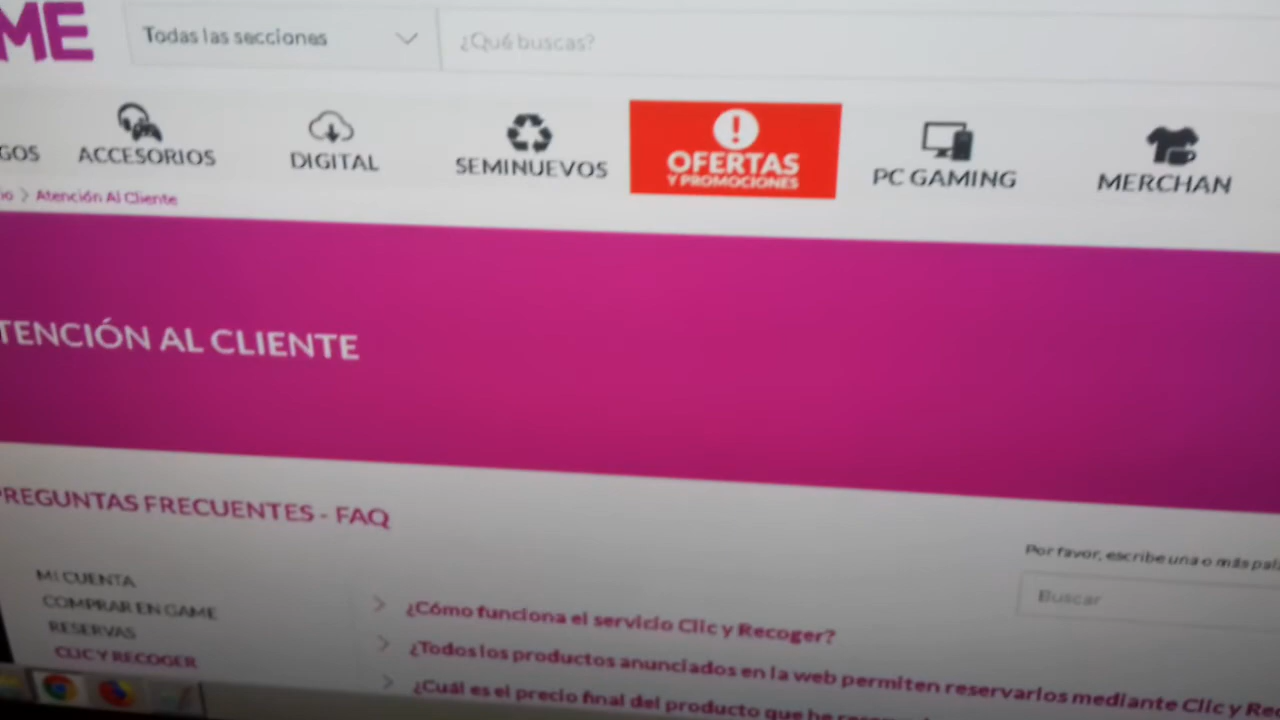 ME
Todas las secciones
¿Qué buscas?
GOS
ACCESORIOS
DIGITAL
SEMINUEVOS
OFERTAS
Y PROMOCIONES
PC GAMING
MERCHAN
io > Atención Al Cliente
TENCIÓN AL CLIENTE
PREGUNTAS FRECUENTES - FAQ
Por favor, escribe una o más pal
Buscar
MI CUENTA
COMPRAR EN GAME
RESERVAS
CLIC Y RECOGER
¿Cómo funciona el servicio Clic y Recoger?
¿Todos los productos anunciados en la web permiten reservarlos mediante Clic y Rec
¿Cuál es el precio final del producto que he